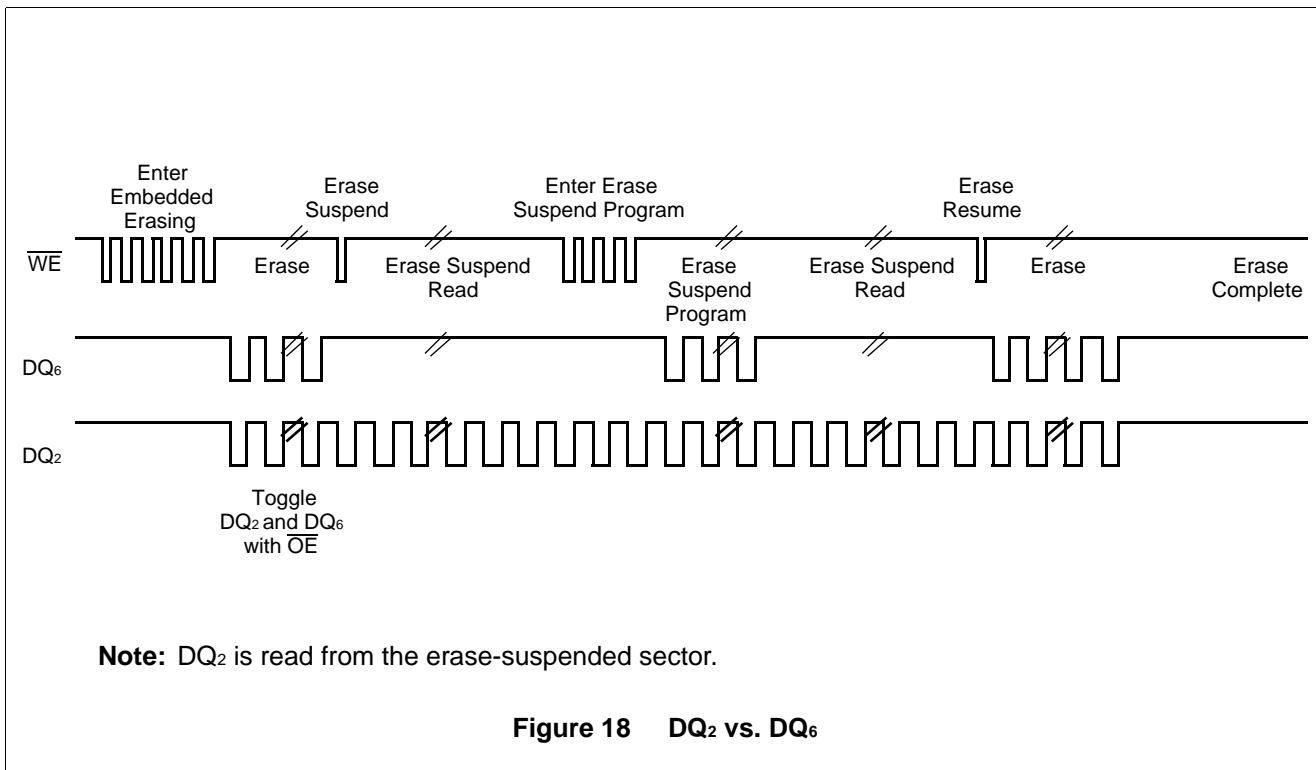 Enter
Embedded
Erasing
Erase
Suspend
Enter Erase
Suspend Program
Erase
Resume
W̅E̅
Erase
Erase Suspend
Read
Erase
Suspend
Program
Erase Suspend
Read
Erase
Erase
Complete
DQ6
DQ2
Toggle
DQ2 and DQ6
with O̅E̅
Note: DQ2 is read from the erase-suspended sector.
Figure 18 DQ2 vs. DQ6